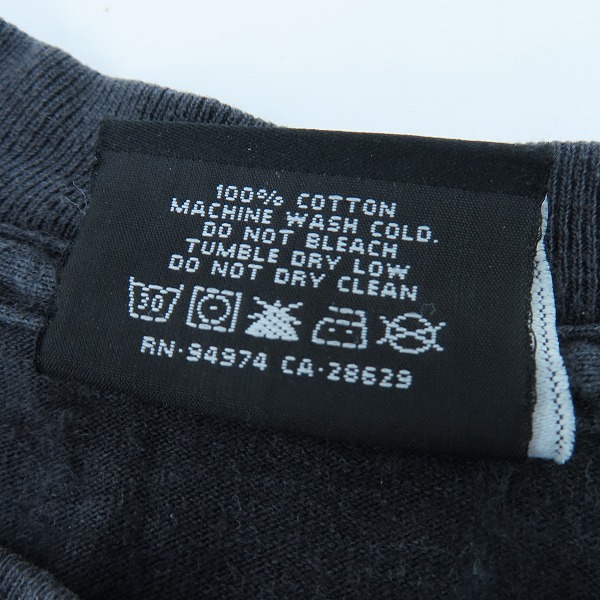 100% COTTON
MACHINE WASH COLD.
DO NOT BLEACH
TUMBLE DRY LOW
DO NOT DRY CLEAN
30
RN·94974 CA·28629